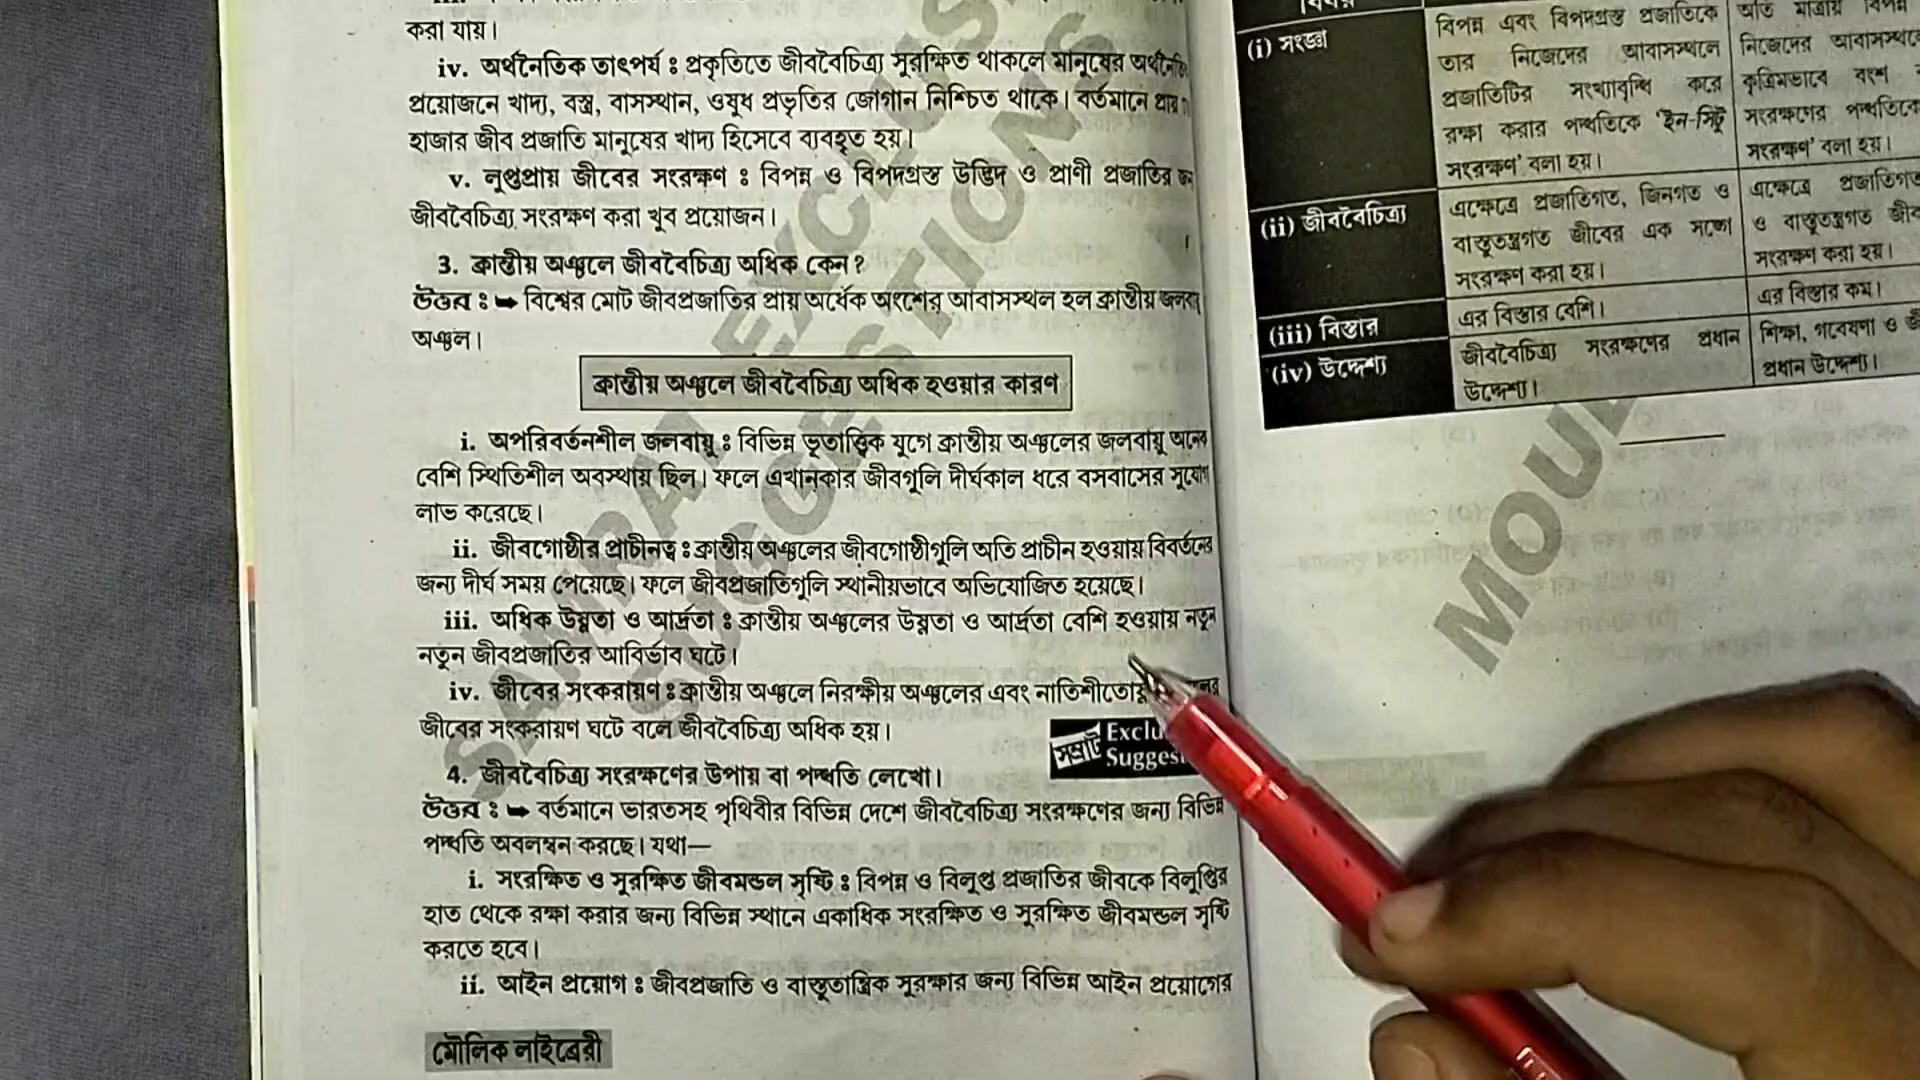 করা যায়।
iv. অর্থনৈতিক তাৎপর্য : প্রকৃতিতে জীববৈচিত্র্য সুরক্ষিত থাকলে মানুষের
প্রয়োজনে খাদ্য, বস্ত্র, বাসস্থান, ওষুধ প্রভৃতির জোগান নিশ্চিত থাকে। বর্তমানে প্রায়
হাজার জীব প্রজাতি মানুষের খাদ্য হিসেবে ব্যবহৃত হয়।
v. লুপ্তপ্রায় জীবের সংরক্ষণ : বিপন্ন ও বিপদগ্রস্ত উদ্ভিদ ও প্রাণী প্রজাতির
জীববৈচিত্র্য সংরক্ষণ করা খুব প্রয়োজন।
3. ক্রান্তীয় অঞ্চলে জীববৈচিত্র্য অধিক কেন?
উত্তর : ➥ বিশ্বের মোট জীবপ্রজাতির প্রায় অর্ধেক অংশের আবাসস্থল হল ক্রান্তীয় জলবায়ু
অঞ্চল।
ক্রান্তীয় অঞ্চলে জীববৈচিত্র্য অধিক হওয়ার কারণ
i. অপরিবর্তনশীল জলবায়ু : বিভিন্ন ভূতাত্ত্বিক যুগে ক্রান্তীয় অঞ্চলের জলবায়ু অনেক
বেশি স্থিতিশীল অবস্থায় ছিল। ফলে এখানকার জীবগুলি দীর্ঘকাল ধরে বসবাসের সুযোগ
লাভ করেছে।
ii. জীবগোষ্ঠীর প্রাচীনত্ব : ক্রান্তীয় অঞ্চলের জীবগোষ্ঠীগুলি অতি প্রাচীন হওয়ায় বিবর্তনের
জন্য দীর্ঘ সময় পেয়েছে। ফলে জীবপ্রজাতিগুলি স্থানীয়ভাবে অভিযোজিত হয়েছে।
iii. অধিক উষ্ণতা ও আর্দ্রতা : ক্রান্তীয় অঞ্চলের উষ্ণতা ও আর্দ্রতা বেশি হওয়ায় নতুন
নতুন জীবপ্রজাতির আবির্ভাব ঘটে।
iv. জীবের সংকরায়ণ : ক্রান্তীয় অঞ্চলে নিরক্ষীয় অঞ্চলের এবং
জীবের সংকরায়ণ ঘটে বলে জীববৈচিত্র্য অধিক হয়।
সম্রাট Exclu
Sugges
4. জীববৈচিত্র্য সংরক্ষণের উপায় বা পদ্ধতি লেখো।
উত্তর : ➥ বর্তমানে ভারতসহ পৃথিবীর বিভিন্ন দেশে জীববৈচিত্র্য সংরক্ষণের জন্য বিভিন্ন
পদ্ধতি অবলম্বন করছে। যথা—
i. সংরক্ষিত ও সুরক্ষিত জীবমন্ডল সৃষ্টি : বিপন্ন ও বিলুপ্ত প্রজাতির জীবকে বিলুপ্তির
হাত থেকে রক্ষা করার জন্য বিভিন্ন স্থানে একাধিক সংরক্ষিত ও সুরক্ষিত জীবমন্ডল সৃষ্টি
করতে হবে।
ii. আইন প্রয়োগ : জীবপ্রজাতি ও বাস্তুতান্ত্রিক সুরক্ষার জন্য বিভিন্ন আইন প্রয়োগের
মৌলিক লাইব্রেরী
SAMRAT EXCLUS
SUGGESTIONS
(i) সংজ্ঞা
বিপন্ন এবং বিপদগ্রস্ত প্রজাতিকে
তার নিজেদের আবাসস্থলে
প্রজাতিটির সংখ্যাবৃদ্ধি করে
রক্ষা করার পদ্ধতিকে 'ইন-সিটু
সংরক্ষণ' বলা হয়।
অতি মাত্রায় বিপন্ন
নিজেদের আবাসস্থলে
কৃত্রিমভাবে বংশ
সংরক্ষণের পদ্ধতিকে
সংরক্ষণ' বলা হয়।
(ii) জীববৈচিত্র্য
এক্ষেত্রে প্রজাতিগত, জিনগত ও
বাস্তুতন্ত্রগত জীবের এক সঙ্গে
সংরক্ষণ করা হয়।
এক্ষেত্রে প্রজাতিগত
ও বাস্তুতন্ত্রগত
সংরক্ষণ করা হয়।
(iii) বিস্তার
এর বিস্তার বেশি।
এর বিস্তার কম।
(iv) উদ্দেশ্য
জীববৈচিত্র্য সংরক্ষণের প্রধান
উদ্দেশ্য।
শিক্ষা, গবেষণা ও
প্রধান উদ্দেশ্য।
MOUL